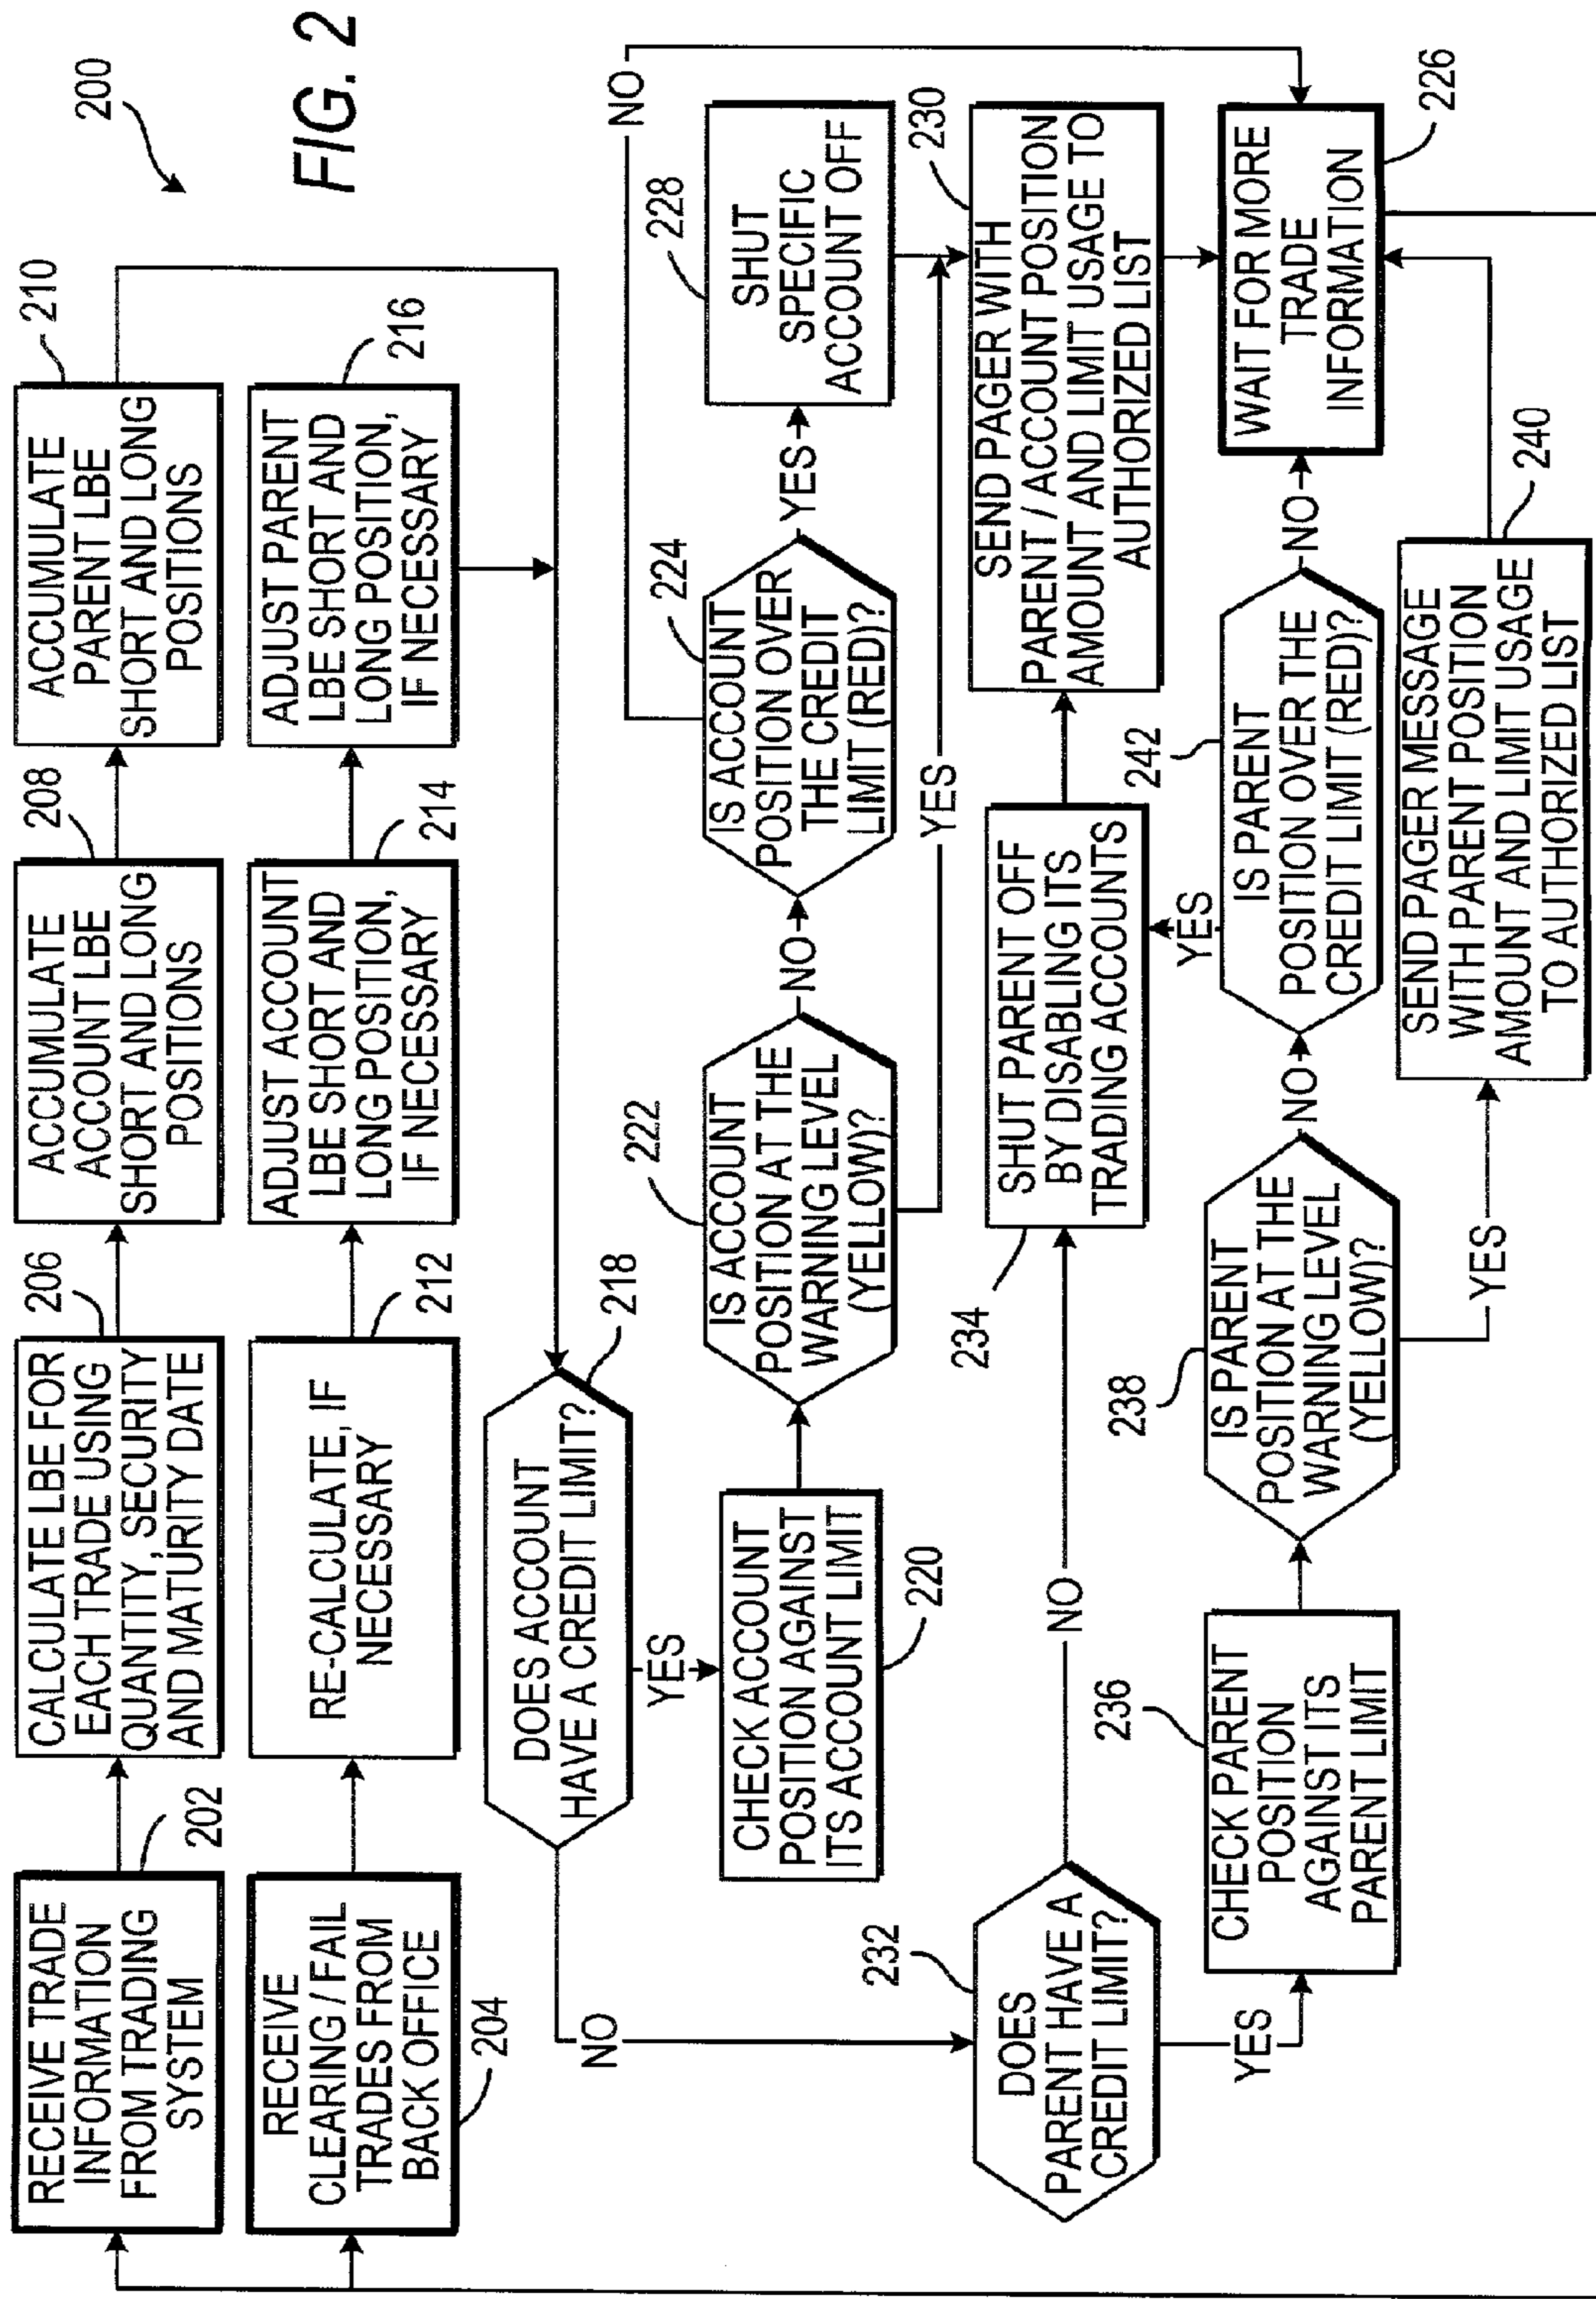 200
FIG. 2
RECEIVE TRADE
INFORMATION
FROM TRADING
SYSTEM
202
CALCULATE LBE FOR
EACH TRADE USING
QUANTITY, SECURITY
AND MATURITY DATE
206
ACCUMULATE
ACCOUNT LBE
SHORT AND LONG
POSITIONS
208
ACCUMULATE
PARENT LBE
SHORT AND LONG
POSITIONS
210
RECEIVE
CLEARING / FAIL
TRADES FROM
BACK OFFICE
204
RE-CALCULATE, IF
NECESSARY
212
ADJUST ACCOUNT
LBE SHORT AND
LONG POSITION,
IF NECESSARY
214
ADJUST PARENT
LBE SHORT AND
LONG POSITION,
IF NECESSARY
216
DOES ACCOUNT
HAVE A CREDIT LIMIT?
218
NO
YES
CHECK ACCOUNT
POSITION AGAINST
ITS ACCOUNT LIMIT
220
IS ACCOUNT
POSITION AT THE
WARNING LEVEL
(YELLOW)?
222
NO
YES
IS ACCOUNT
POSITION OVER
THE CREDIT
LIMIT (RED)?
224
NO
YES
SHUT
SPECIFIC
ACCOUNT OFF
228
SEND PAGER WITH
PARENT / ACCOUNT POSITION
AMOUNT AND LIMIT USAGE TO
AUTHORIZED LIST
230
DOES
PARENT HAVE A
CREDIT LIMIT?
232
NO
YES
SHUT PARENT OFF
BY DISABLING ITS
TRADING ACCOUNTS
234
CHECK PARENT
POSITION
AGAINST ITS
PARENT LIMIT
236
IS PARENT
POSITION AT THE
WARNING LEVEL
(YELLOW)?
238
NO
YES
IS PARENT
POSITION OVER THE
CREDIT LIMIT (RED)?
242
YES
NO
WAIT FOR MORE
TRADE
INFORMATION
226
SEND PAGER MESSAGE
WITH PARENT POSITION
AMOUNT AND LIMIT USAGE
TO AUTHORIZED LIST
240